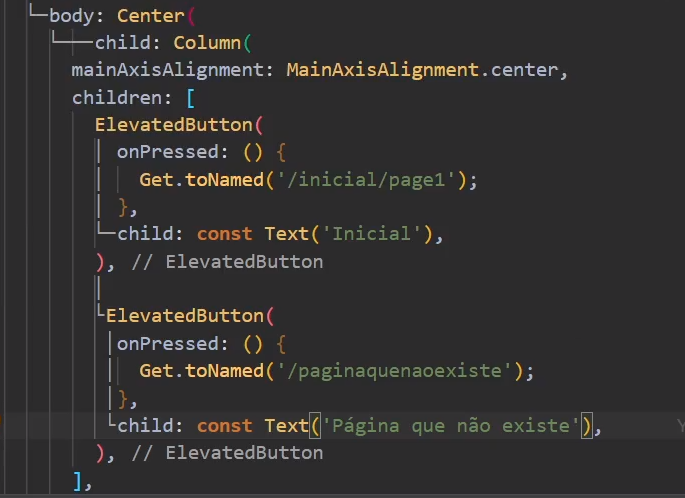 body: Center(
child: Column(
mainAxisAlignment: MainAxisAlignment.center,
children: [
ElevatedButton(
onPressed: () {
Get.toNamed('/inicial/page1');
},
child: const Text('Inicial'),
), // ElevatedButton
ElevatedButton(
onPressed: () {
Get.toNamed('/paginaquenaoexiste');
},
child: const Text('Página que não existe'),
), // ElevatedButton
],